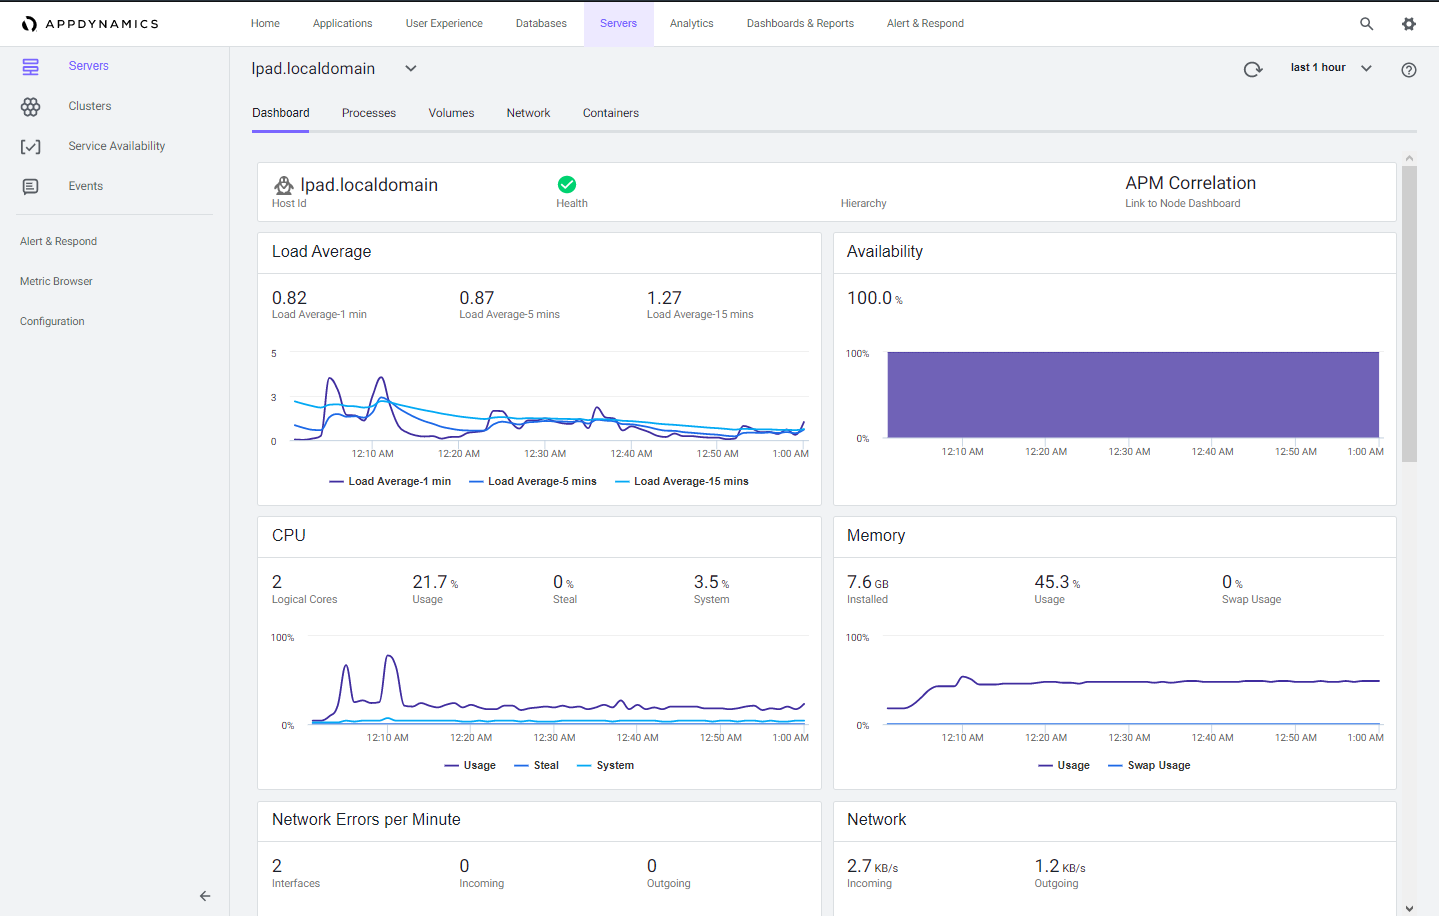 APPDYNAMICS
Home Applications User Experience Databases Servers Analytics Dashboards & Reports Alert & Respond
Servers
Clusters
Service Availability
Events
Alert & Respond
Metric Browser
Configuration
lpad.localdomain
last 1 hour
Dashboard Processes Volumes Network Containers
lpad.localdomain
Host Id
Health
Hierarchy
APM Correlation
Link to Node Dashboard
Load Average
0.82 0.87 1.27
Load Average-1 min Load Average-5 mins Load Average-15 mins
5
3
0
12:10 AM 12:20 AM 12:30 AM 12:40 AM 12:50 AM 1:00 AM
Load Average-1 min Load Average-5 mins Load Average-15 mins
Availability
100.0 %
100%
0%
12:10 AM 12:20 AM 12:30 AM 12:40 AM 12:50 AM 1:00 AM
CPU
2 21.7 % 0 % 3.5 %
Logical Cores Usage Steal System
100%
0%
12:10 AM 12:20 AM 12:30 AM 12:40 AM 12:50 AM 1:00 AM
Usage Steal System
Memory
7.6 GB 45.3 % 0 %
Installed Usage Swap Usage
100%
0%
12:10 AM 12:20 AM 12:30 AM 12:40 AM 12:50 AM 1:00 AM
Usage Swap Usage
Network Errors per Minute
2 0 0
Interfaces Incoming Outgoing
Network
2.7 KB/s 1.2 KB/s
Incoming Outgoing